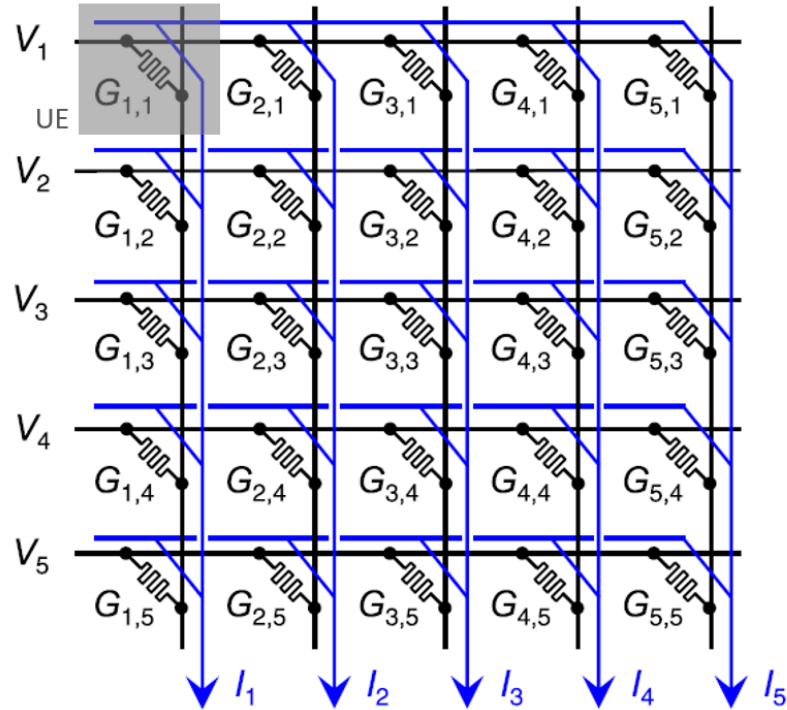 V1
G1,1 G2,1 G3,1 G4,1 G5,1
UE
V2
G1,2 G2,2 G3,2 G4,2 G5,2
V3
G1,3 G2,3 G3,3 G4,3 G5,3
V4
G1,4 G2,4 G3,4 G4,4 G5,4
V5
G1,5 G2,5 G3,5 G4,5 G5,5
I1 I2 I3 I4 I5